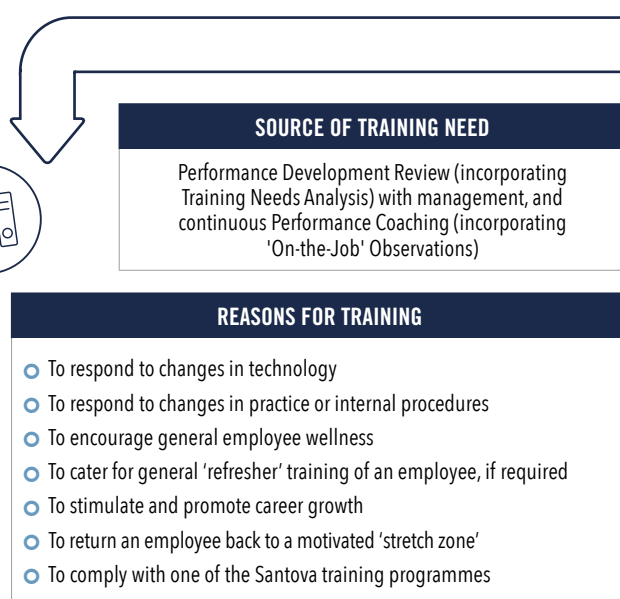 SOURCE OF TRAINING NEED
Performance Development Review (incorporating
Training Needs Analysis) with management, and
continuous Performance Coaching (incorporating
'On-the-Job' Observations)
REASONS FOR TRAINING
To respond to changes in technology
To respond to changes in practice or internal procedures
To encourage general employee wellness
To cater for general ‘refresher’ training of an employee, if required
To stimulate and promote career growth
To return an employee back to a motivated ‘stretch zone’
To comply with one of the Santova training programmes